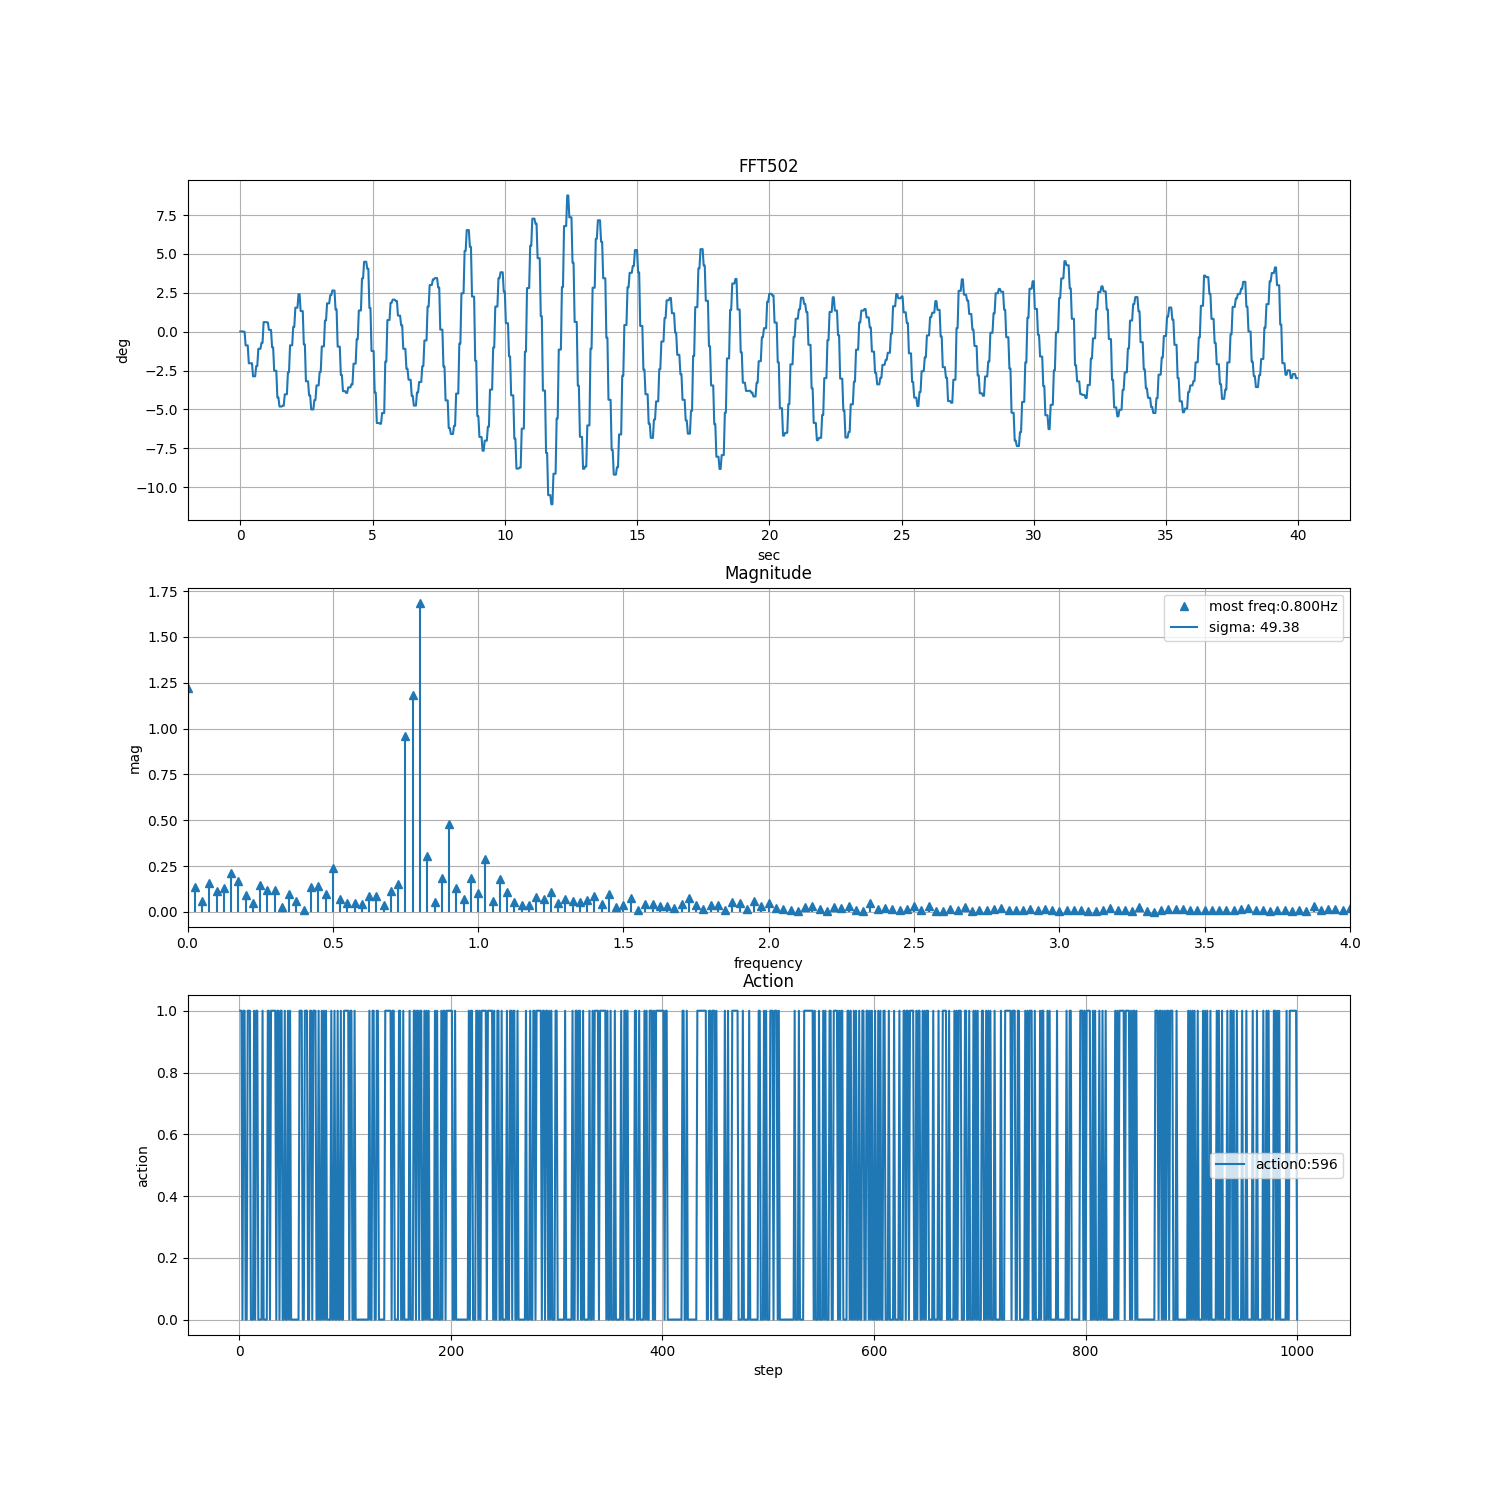 FFT502
7.5
5.0
2.5
0.0
−2.5
−5.0
−7.5
−10.0
deg
0 5 10 15 20 25 30 35 40
sec
Magnitude
1.75
1.50
1.25
1.00
0.75
0.50
0.25
0.00
mag
most freq:0.800Hz
sigma: 49.38
0.0 0.5 1.0 1.5 2.0 2.5 3.0 3.5 4.0
frequency
Action
1.0
0.8
0.6
0.4
0.2
0.0
action
action0:596
0 200 400 600 800 1000
step